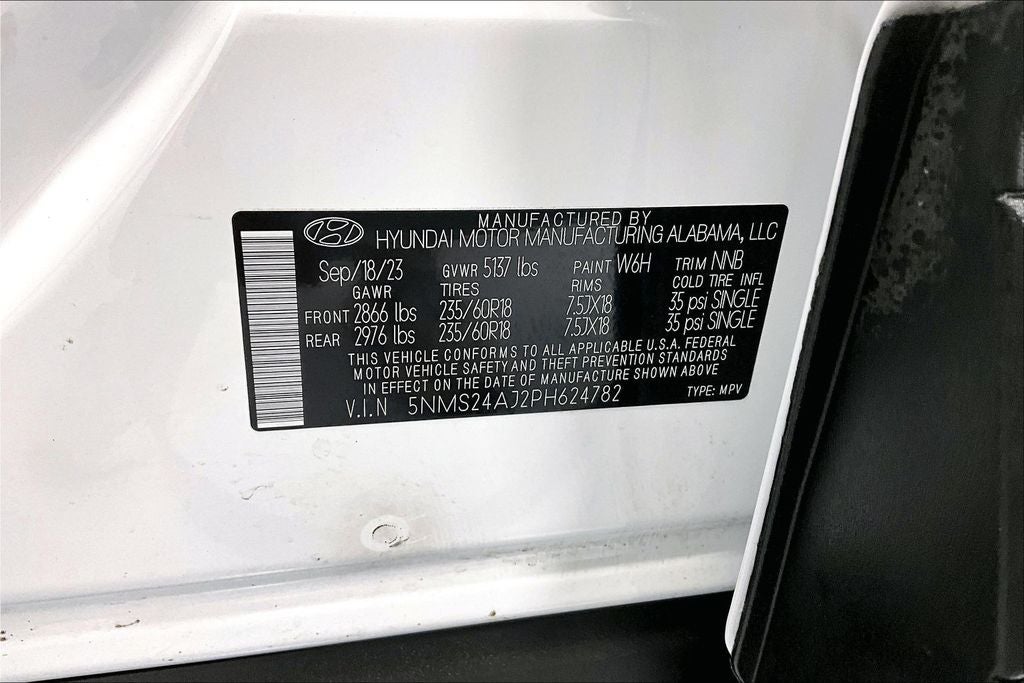 MANUFACTURED BY
HYUNDAI MOTOR MANUFACTURING ALABAMA, LLC
Sep/18/23 GVWR 5137 lbs PAINT W6H TRIM NNB
GAWR TIRES RIMS COLD TIRE INFL
FRONT 2866 lbs 235/60R18 7.5JX18 35 psi SINGLE
REAR 2976 lbs 235/60R18 7.5JX18 35 psi SINGLE
THIS VEHICLE CONFORMS TO ALL APPLICABLE U.S.A. FEDERAL
MOTOR VEHICLE SAFETY AND THEFT PREVENTION STANDARDS
IN EFFECT ON THE DATE OF MANUFACTURE SHOWN ABOVE
V.I.N 5NMS24AJ2PH624782 TYPE: MPV